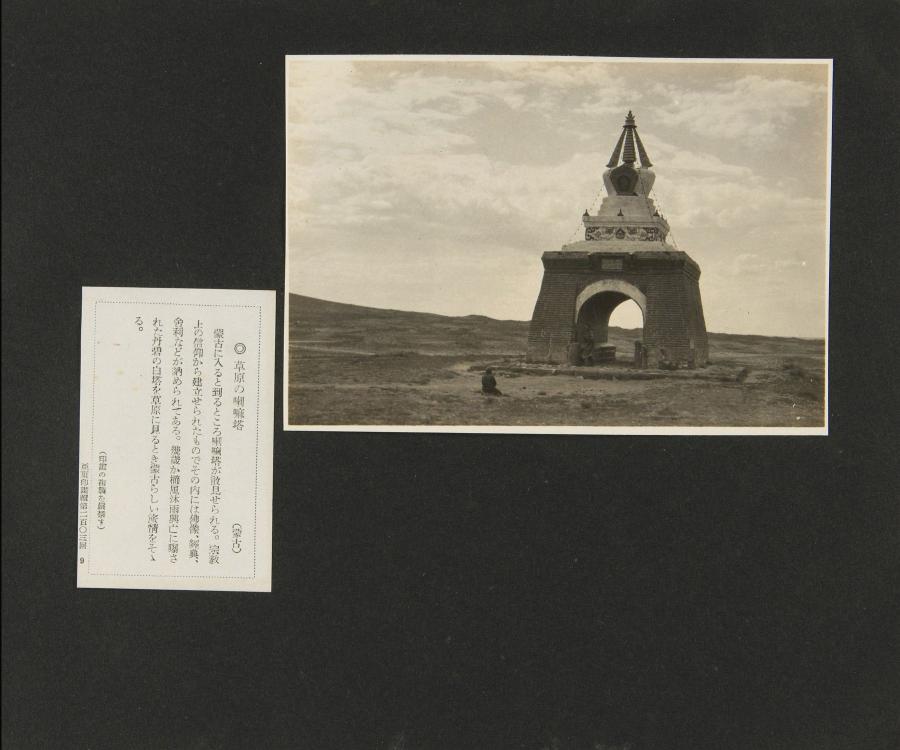 ◎ 草原の喇嘛塔
(蒙古)
蒙古に入ると到るところ喇嘛塔が散見せられる。宗教
上の信仰から建立せられたものでその内には佛像、經典、
舍利などが納められてある。幾歲か櫛風沐雨興亡に曝さ
れた丹碧の白塔を草原に見るとき蒙古らしい旅情をそゝ
る。
(印畫の複製を嚴禁す)
亞東印畫輯第二百〇三回 9